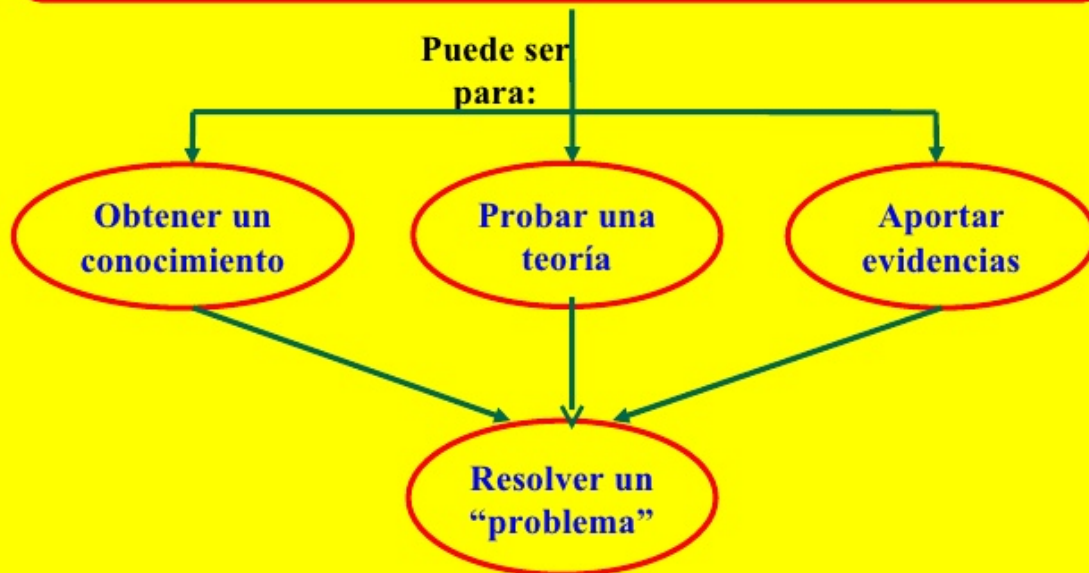 Puede ser
para:
Obtener un
conocimiento
Probar una
teoría
Aportar
evidencias
Resolver un
“problema”